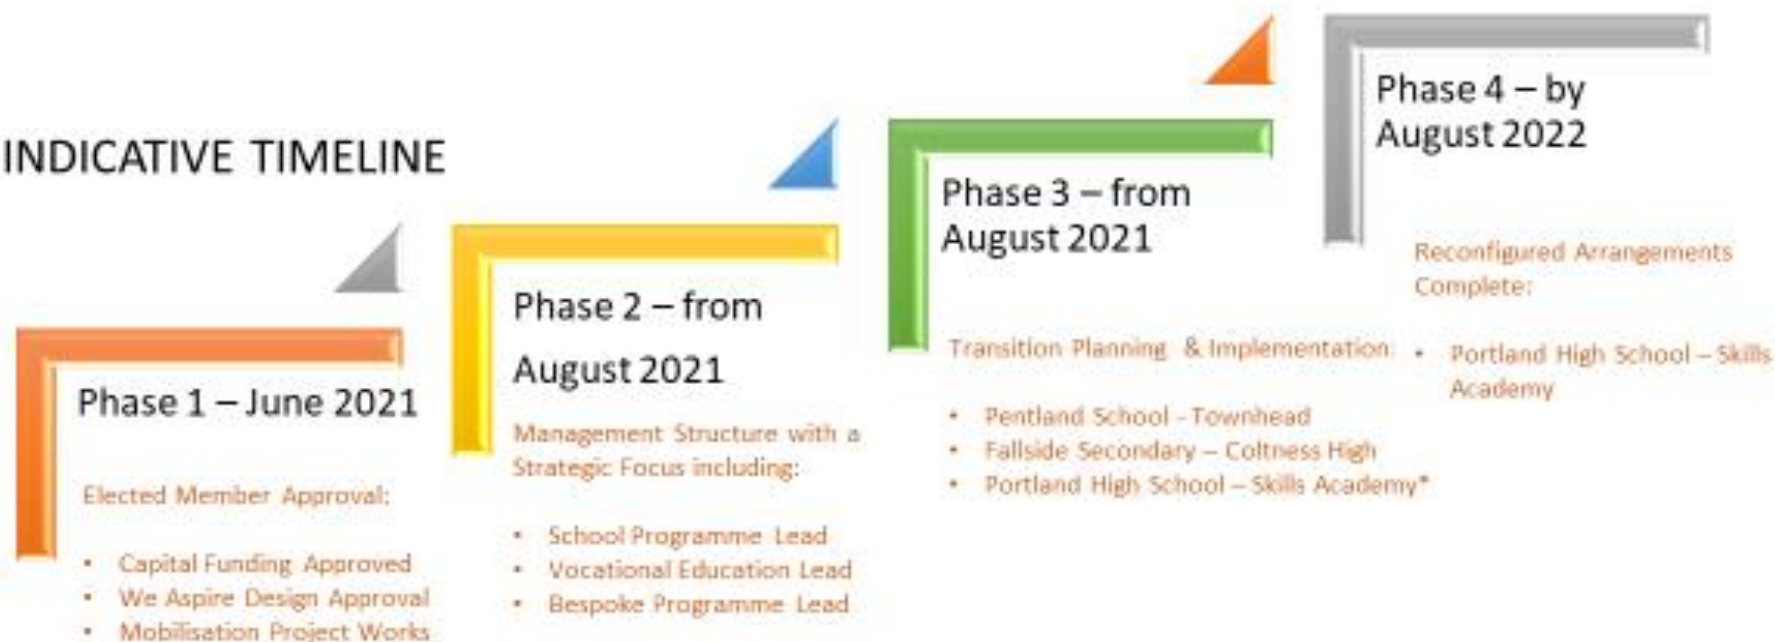 INDICATIVE TIMELINE
Phase 1 – June 2021
Elected Member Approval:
• Capital Funding Approved
• We Aspire Design Approval
• Mobilisation Project Works
Phase 2 – from
August 2021
Management Structure with a
Strategic Focus including:
• School Programme Lead
• Vocational Education Lead
• Bespoke Programme Lead
Phase 3 – from
August 2021
Transition Planning & Implementation:
• Pentland School - Townhead
• Fallside Secondary – Coltness High
• Portland High School – Skills Academy*
Phase 4 – by
August 2022
Reconfigured Arrangements
Complete:
• Portland High School – Skills
Academy